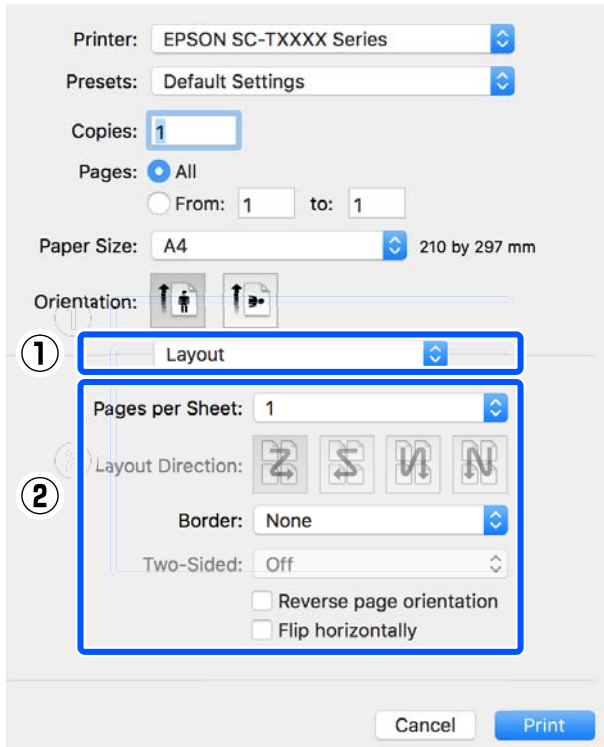 Printer: EPSON SC-TXXXX Series
Presets: Default Settings
Copies: 1
Pages: All
From: 1 to: 1
Paper Size: A4 210 by 297 mm
Orientation:
① Layout
Pages per Sheet: 1
② Layout Direction:
Border: None
Two-Sided: Off
Reverse page orientation
Flip horizontally
Cancel Print